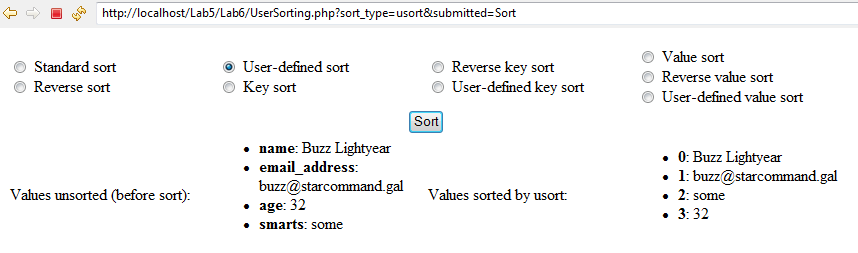 http://localhost/Lab5/Lab6/UserSorting.php?sort_type=usort&submitted=Sort
Standard sort
Reverse sort
User-defined sort
Key sort
Reverse key sort
User-defined key sort
Value sort
Reverse value sort
User-defined value sort
Sort
Values unsorted (before sort):
name: Buzz Lightyear
email_address:
buzz@starcommand.gal
age: 32
smarts: some
Values sorted by usort:
0: Buzz Lightyear
1: buzz@starcommand.gal
2: some
3: 32